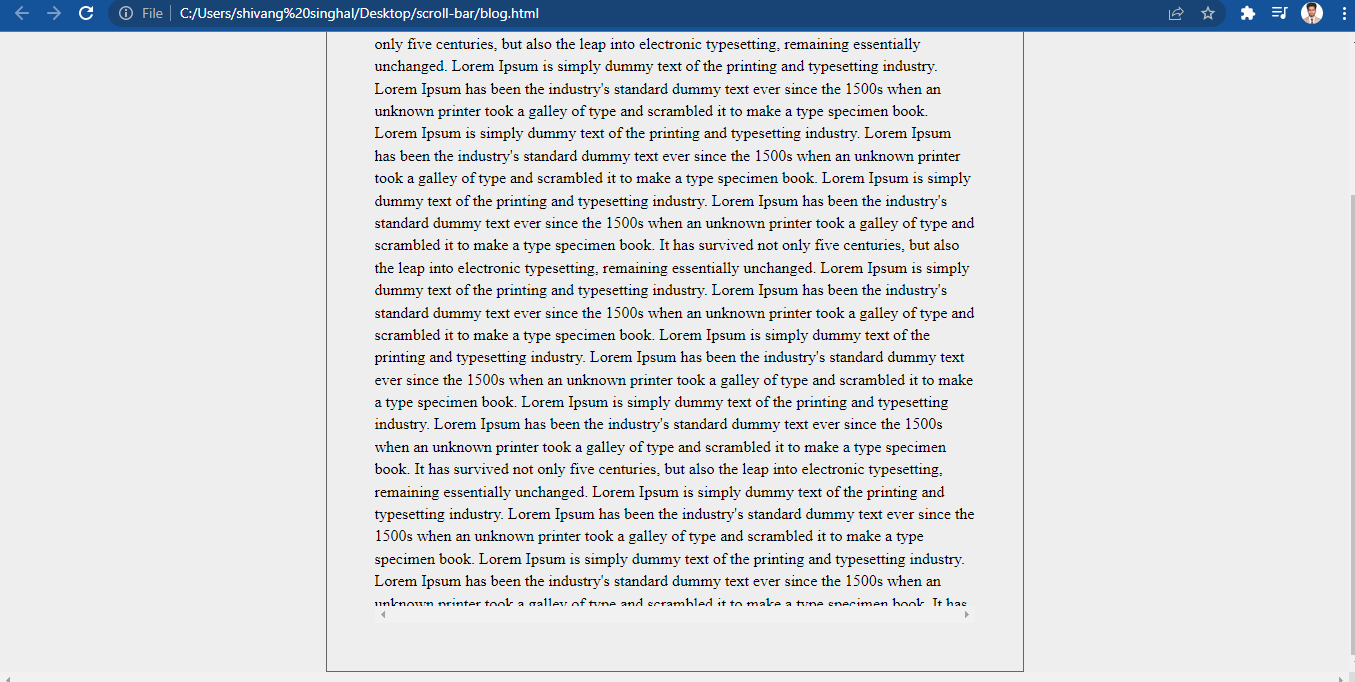 File
C:/Users/shivang%20singhal/Desktop/scroll-bar/blog.html
only five centuries, but also the leap into electronic typesetting, remaining essentially
unchanged. Lorem Ipsum is simply dummy text of the printing and typesetting industry.
Lorem Ipsum has been the industry's standard dummy text ever since the 1500s when an
unknown printer took a galley of type and scrambled it to make a type specimen book.
Lorem Ipsum is simply dummy text of the printing and typesetting industry. Lorem Ipsum
has been the industry's standard dummy text ever since the 1500s when an unknown printer
took a galley of type and scrambled it to make a type specimen book. Lorem Ipsum is simply
dummy text of the printing and typesetting industry. Lorem Ipsum has been the industry's
standard dummy text ever since the 1500s when an unknown printer took a galley of type and
scrambled it to make a type specimen book. It has survived not only five centuries, but also
the leap into electronic typesetting, remaining essentially unchanged. Lorem Ipsum is simply
dummy text of the printing and typesetting industry. Lorem Ipsum has been the industry's
standard dummy text ever since the 1500s when an unknown printer took a galley of type and
scrambled it to make a type specimen book. Lorem Ipsum is simply dummy text of the
printing and typesetting industry. Lorem Ipsum has been the industry's standard dummy text
ever since the 1500s when an unknown printer took a galley of type and scrambled it to make
a type specimen book. Lorem Ipsum is simply dummy text of the printing and typesetting
industry. Lorem Ipsum has been the industry's standard dummy text ever since the 1500s
when an unknown printer took a galley of type and scrambled it to make a type specimen
book. It has survived not only five centuries, but also the leap into electronic typesetting,
remaining essentially unchanged. Lorem Ipsum is simply dummy text of the printing and
typesetting industry. Lorem Ipsum has been the industry's standard dummy text ever since the
1500s when an unknown printer took a galley of type and scrambled it to make a type
specimen book. Lorem Ipsum is simply dummy text of the printing and typesetting industry.
Lorem Ipsum has been the industry's standard dummy text ever since the 1500s when an
unknown printer took a galley of type and scrambled it to make a type specimen book. It has